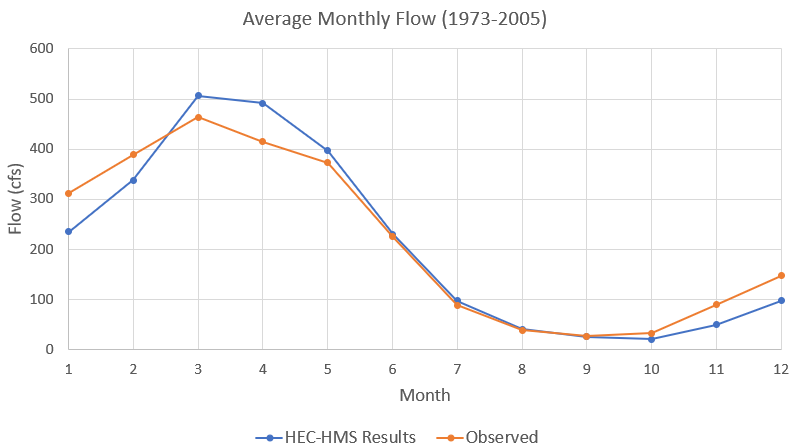 Average Monthly Flow (1973-2005)
600
500
400
300
200
100
0
Flow (cfs)
1 2 3 4 5 6 7 8 9 10 11 12
Month
HEC-HMS Results Observed